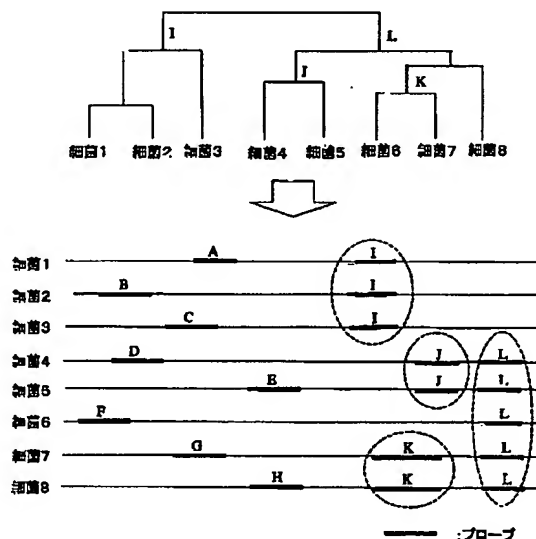 I L
J K
細菌1 細菌2 細菌3 細菌4 細菌5 細菌6 細菌7 細菌8
細菌1 A I
細菌2 B I
細菌3 C I
細菌4 D J L
細菌5 E J L
細菌6 F L
細菌7 G K L
細菌8 H K L
:プローブ